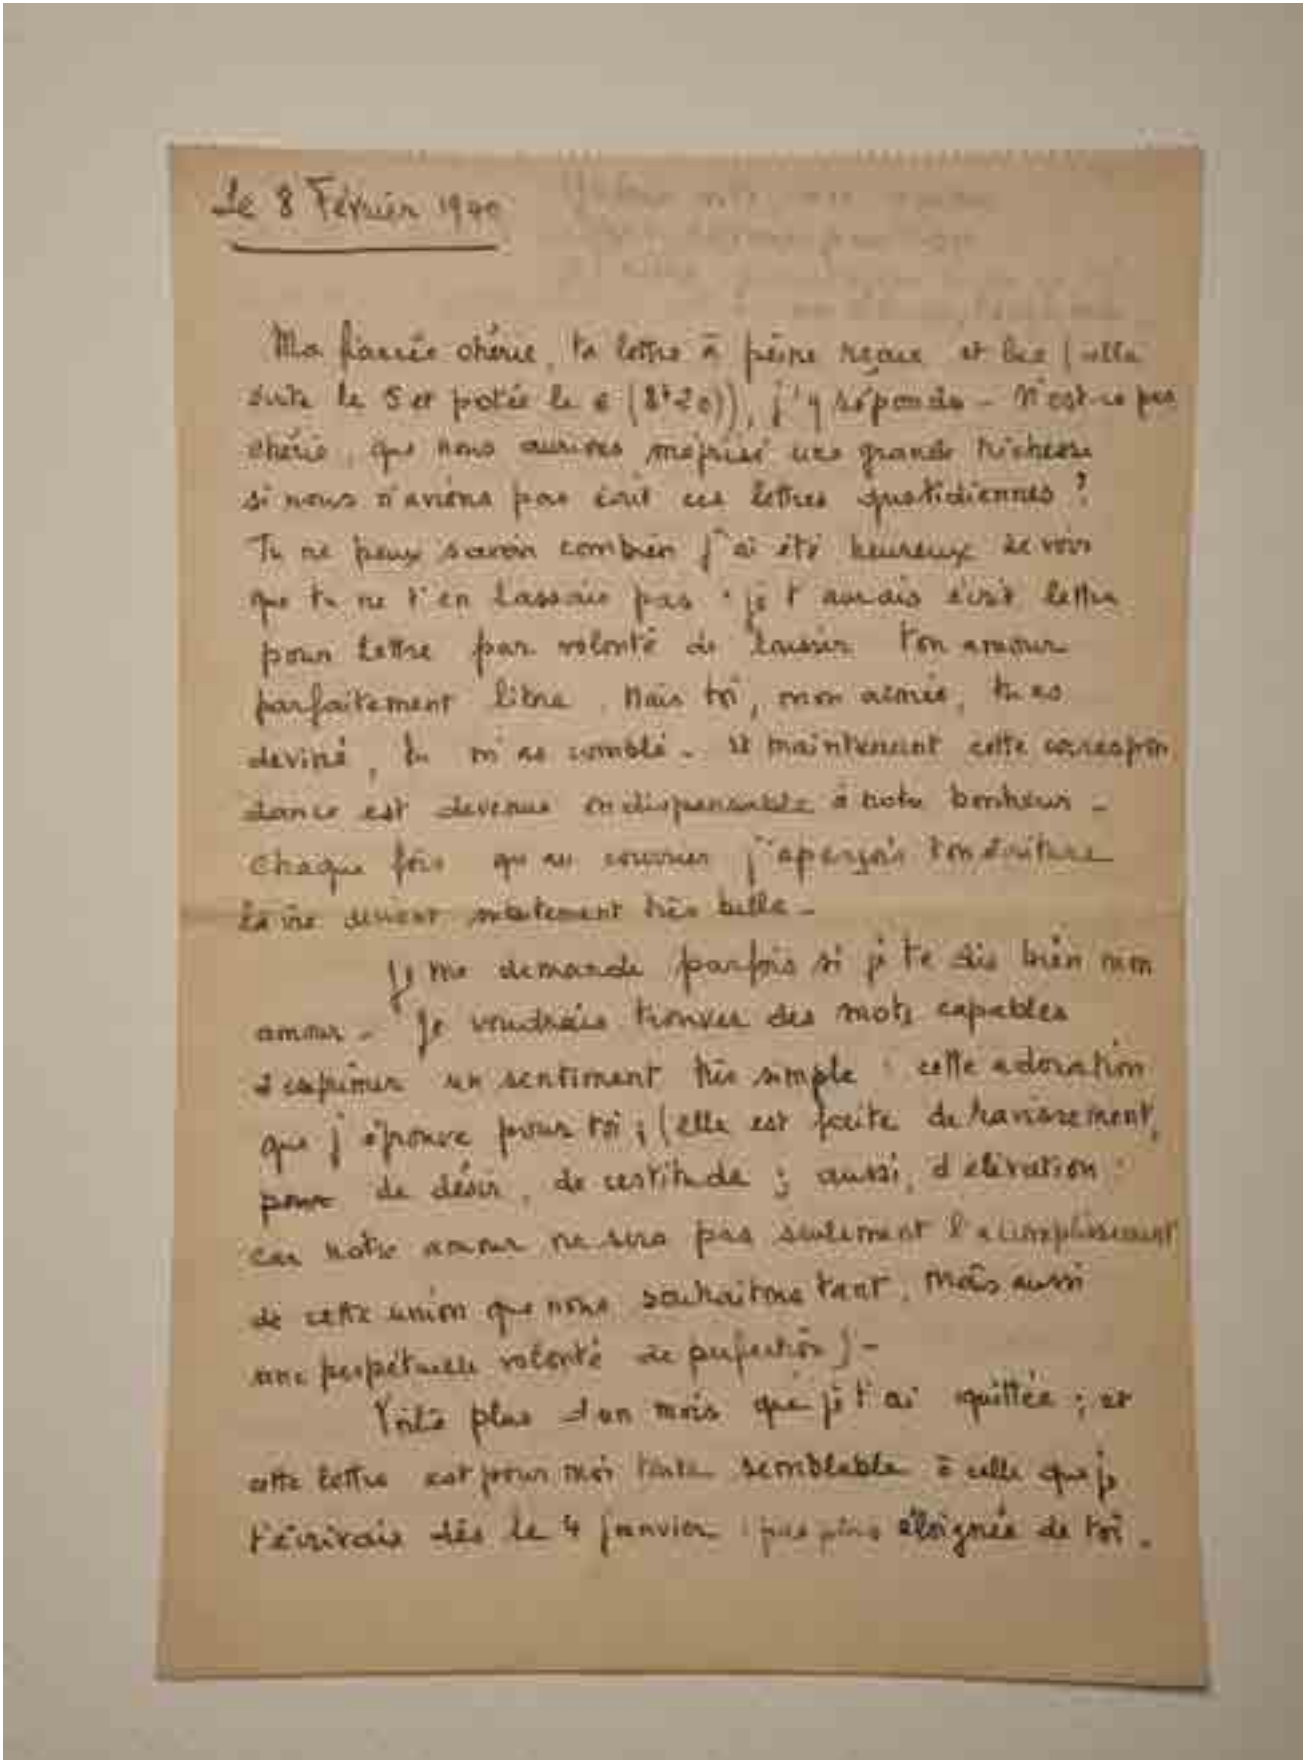 Le 8 Février 1940
Ma fiancée chérie, ta lettre à peine reçue et lue (celle
écrite le 5 et postée le 6 (8h20)), j'y réponds - N'est-ce pas
chérie, que nous aurions méprisé une grande richesse
si nous n'avions pas écrit ces lettres quotidiennes ?
Tu ne peux savoir combien j'ai été heureux de voir
que tu ne t'en lassais pas : je t'aurais écrit lettre
pour lettre par volonté de laisser ton amour
parfaitement libre. Mais toi, mon aimée, tu as
deviné, tu m'as comblé - Et maintenant cette correspon
dance est devenue indispensable à notre bonheur -
Chaque fois qu'au courrier j'aperçois ton écriture
la vie devient subitement très belle -
Je me demande parfois si je te dis bien mon
amour - Je voudrais trouver des mots capables
d'exprimer un sentiment très simple : cette adoration
que j'éprouve pour toi ; (elle est faite de ravissement,
de désir, de certitude ; aussi, d'élévation :
car notre amour ne sera pas seulement l'accomplissement
de cette union que nous souhaitons tant, mais aussi
une perpétuelle volonté de perfection) -
Voilà plus d'un mois que je t'ai quittée ; et
cette lettre est pour moi toute semblable à celle que je
t'écrivais dès le 4 janvier : pas plus éloignée de toi.